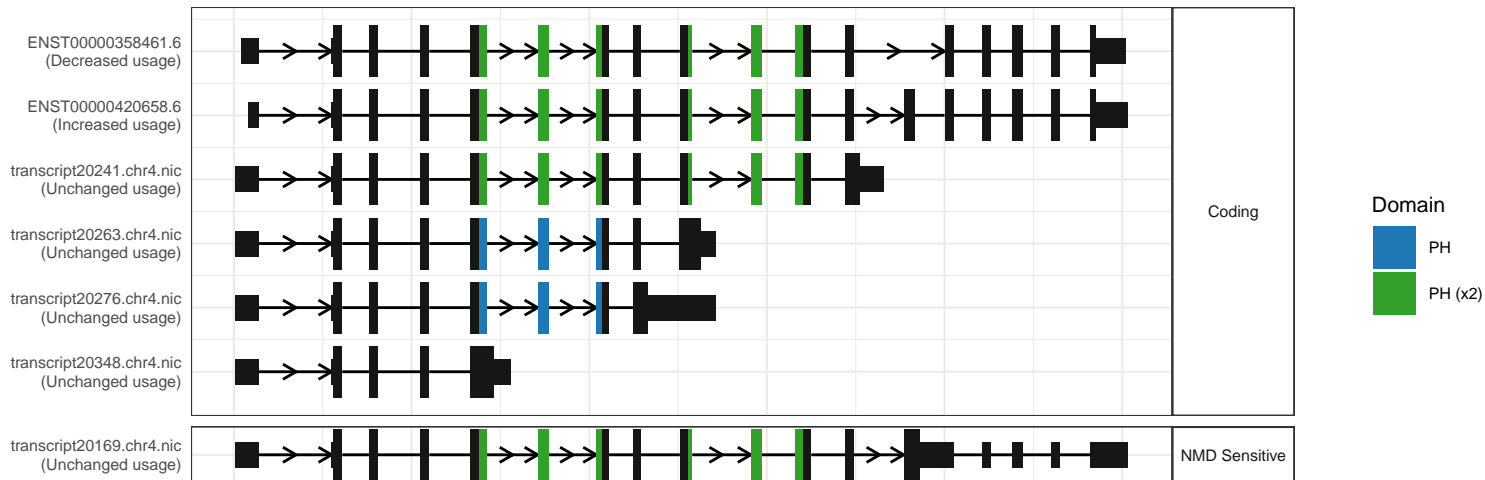 ENST00000358461.6
(Decreased usage)
ENST00000420658.6
(Increased usage)
transcript20241.chr4.nic
(Unchanged usage)
transcript20263.chr4.nic
(Unchanged usage)
transcript20276.chr4.nic
(Unchanged usage)
transcript20348.chr4.nic
(Unchanged usage)
Coding
transcript20169.chr4.nic
(Unchanged usage)
NMD Sensitive
Domain
PH
PH (x2)